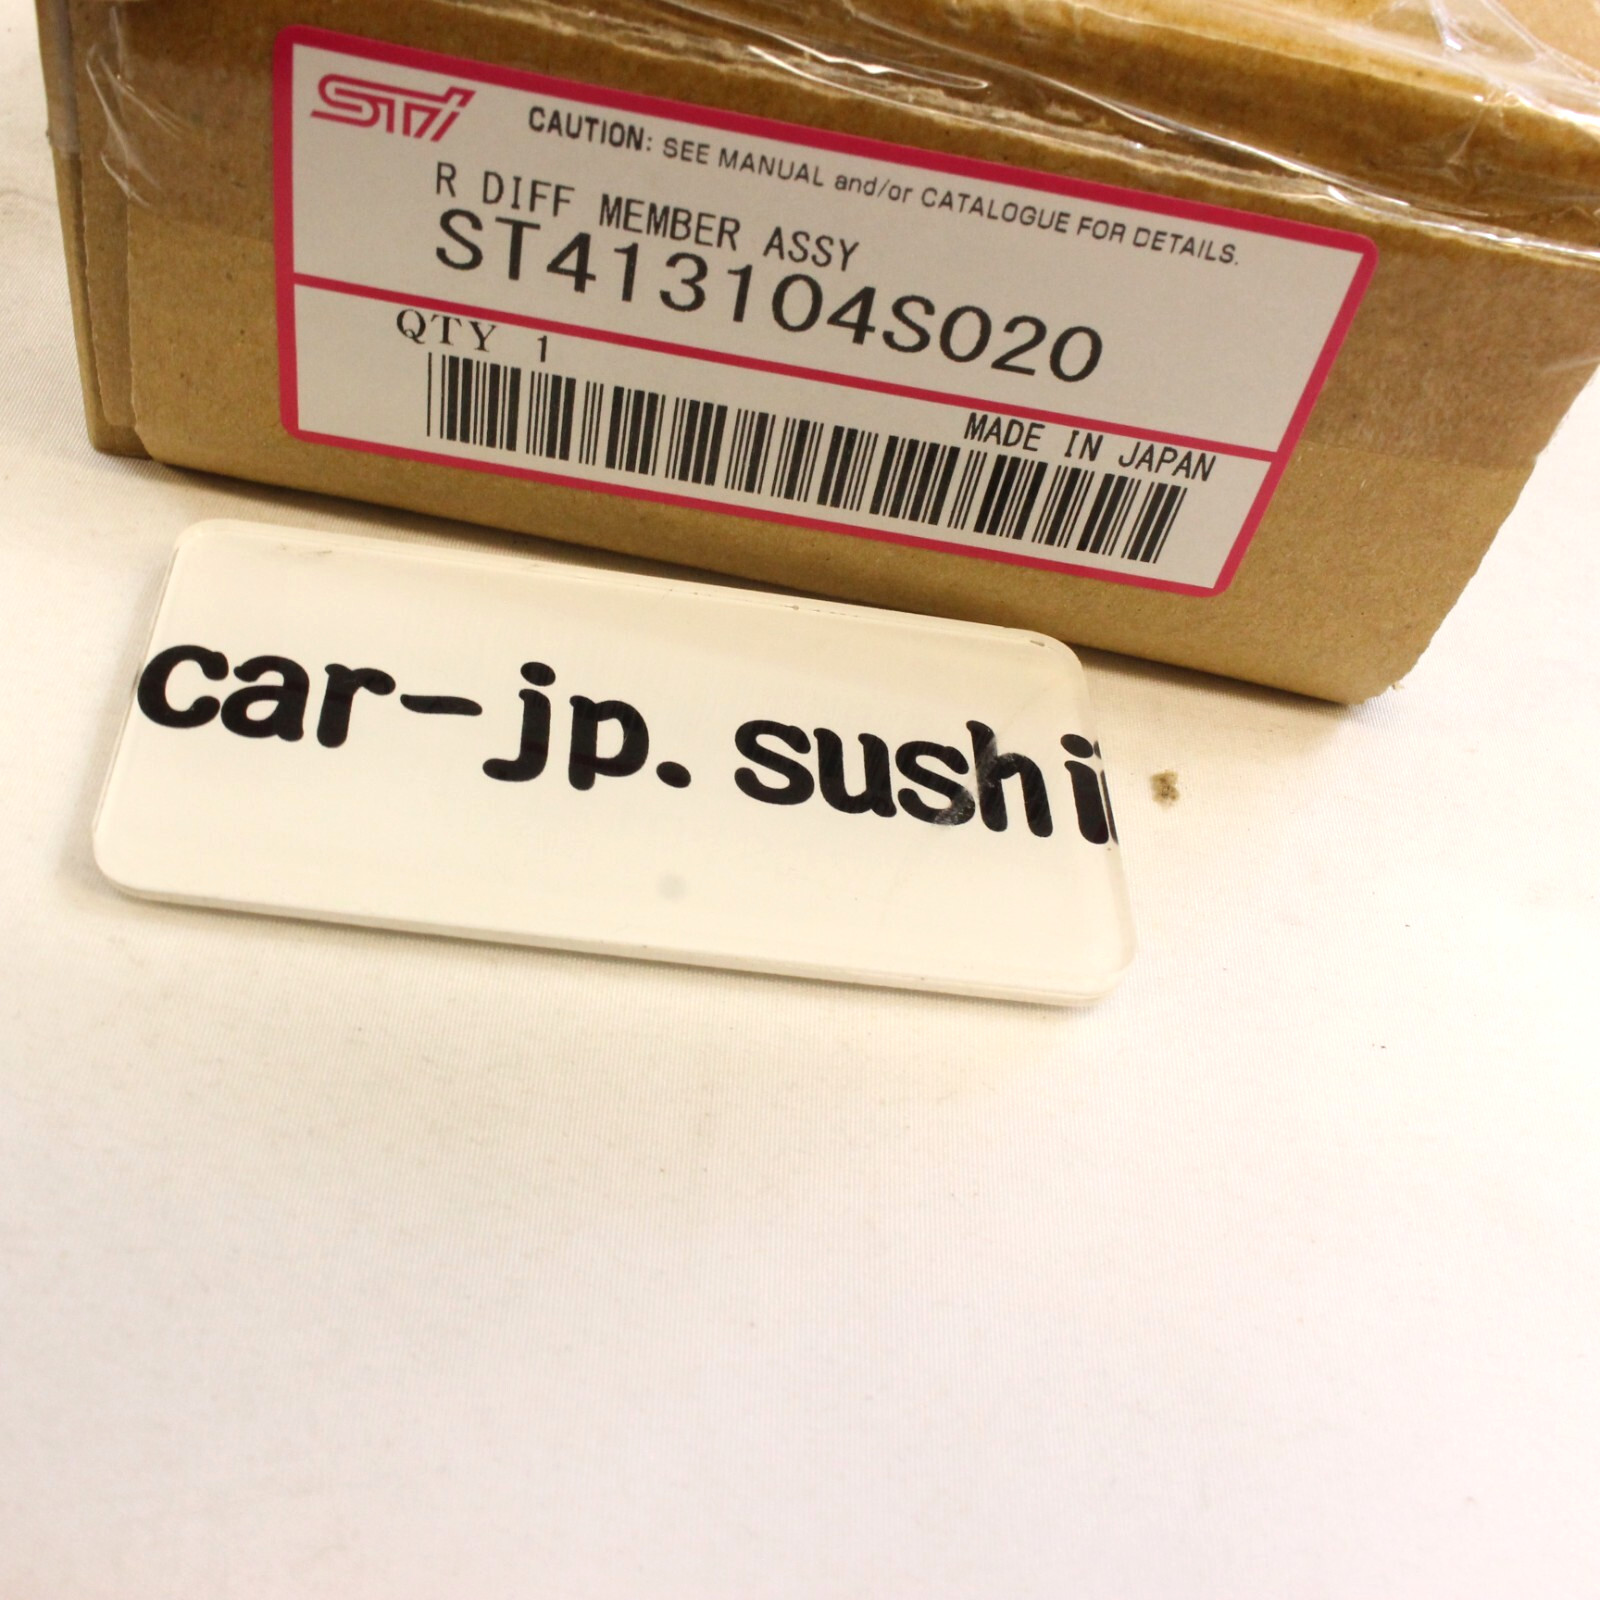 STi
CAUTION: SEE MANUAL and/or CATALOGUE FOR DETAILS.
R DIFF MEMBER ASSY
ST413104S020
QTY 1
MADE IN JAPAN
car-jp.sushi